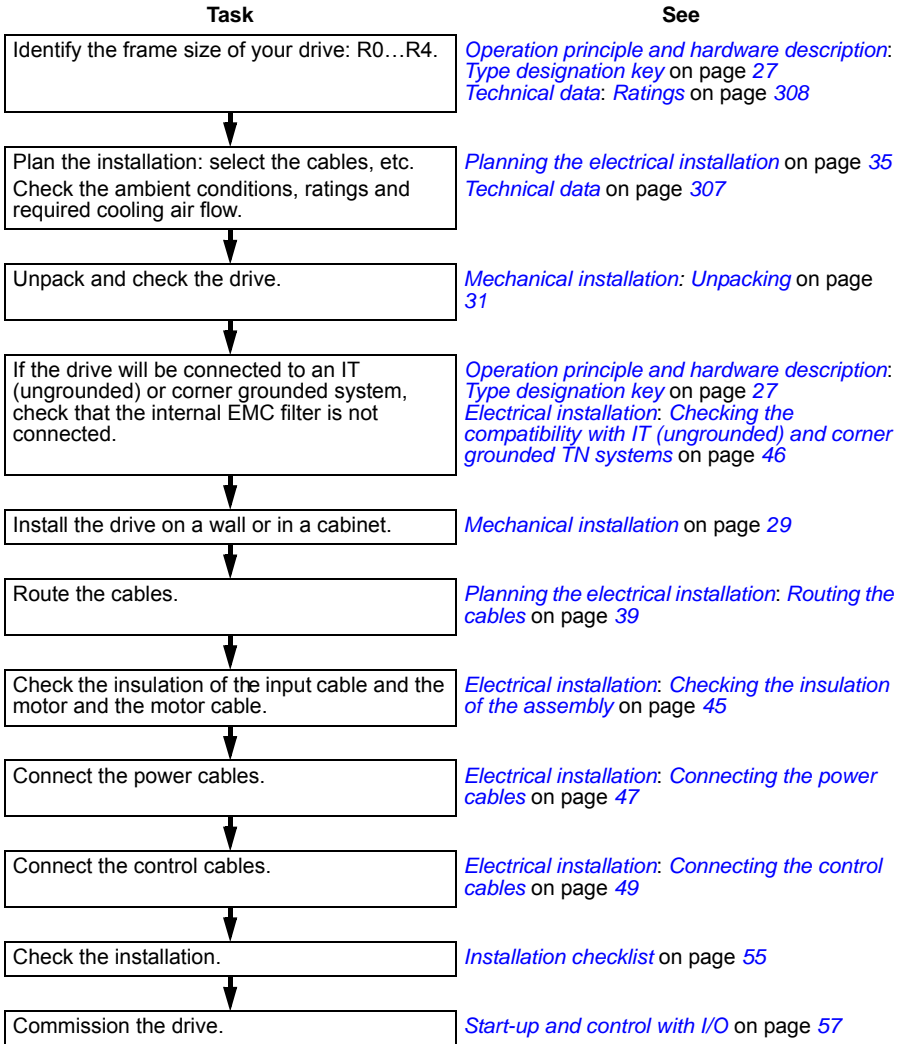 Task
See
Identify the frame size of your drive: R0…R4.
Operation principle and hardware description:
Type designation key on page 27
Technical data: Ratings on page 308
Plan the installation: select the cables, etc.
Check the ambient conditions, ratings and
required cooling air flow.
Planning the electrical installation on page 35
Technical data on page 307
Unpack and check the drive.
Mechanical installation: Unpacking on page
31
If the drive will be connected to an IT
(ungrounded) or corner grounded system,
check that the internal EMC filter is not
connected.
Operation principle and hardware description:
Type designation key on page 27
Electrical installation: Checking the
compatibility with IT (ungrounded) and corner
grounded TN systems on page 46
Install the drive on a wall or in a cabinet.
Mechanical installation on page 29
Route the cables.
Planning the electrical installation: Routing the
cables on page 39
Check the insulation of the input cable and the
motor and the motor cable.
Electrical installation: Checking the insulation
of the assembly on page 45
Connect the power cables.
Electrical installation: Connecting the power
cables on page 47
Connect the control cables.
Electrical installation: Connecting the control
cables on page 49
Check the installation.
Installation checklist on page 55
Commission the drive.
Start-up and control with I/O on page 57